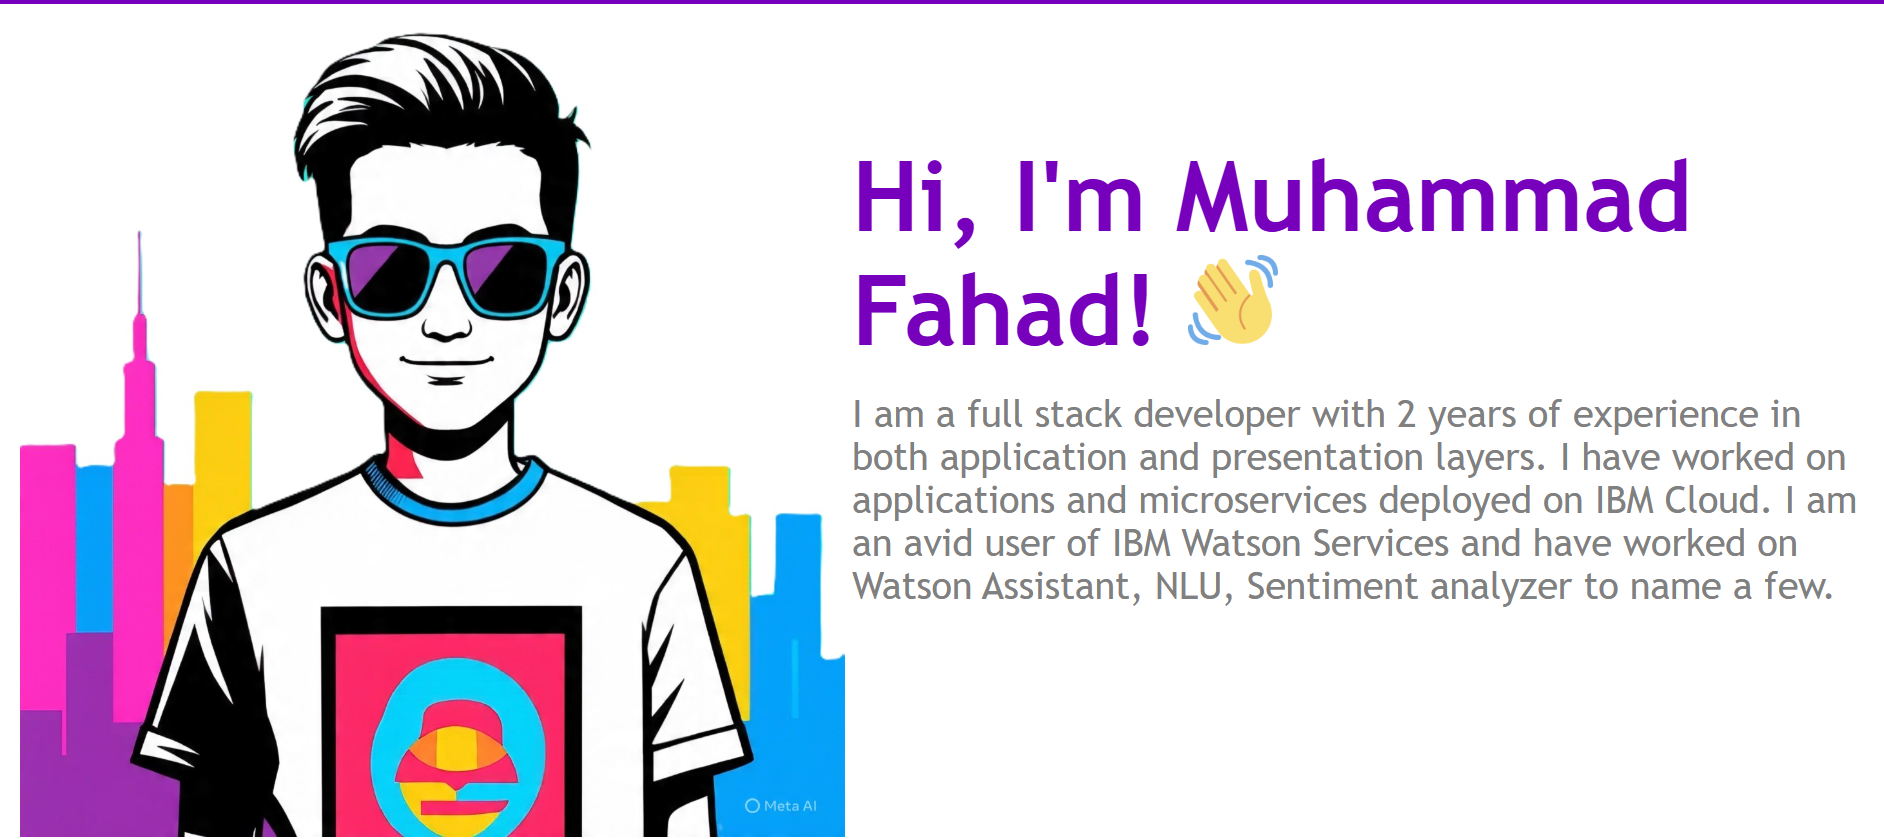 Hi, I'm Muhammad
Fahad! 👋
I am a full stack developer with 2 years of experience in
both application and presentation layers. I have worked on
applications and microservices deployed on IBM Cloud. I am
an avid user of IBM Watson Services and have worked on
Watson Assistant, NLU, Sentiment analyzer to name a few.
Meta AI